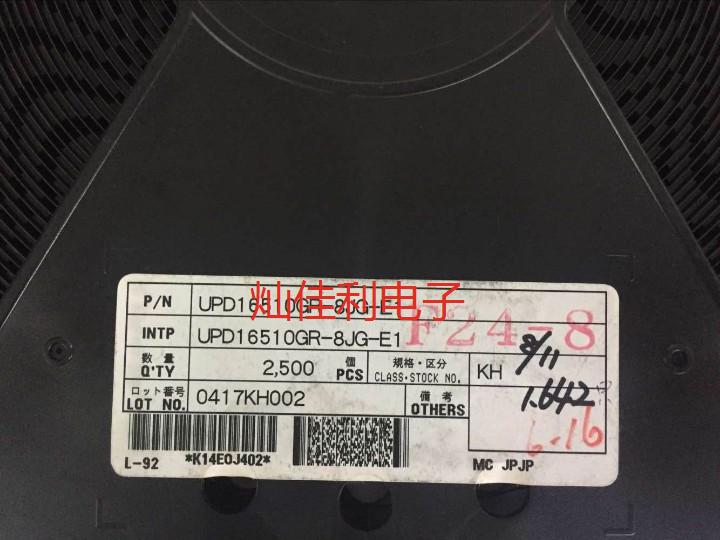 灿佳利电子
P/N UPD16510GR-8JG-E1
INTP UPD16510GR-8JG-E1 F24-8
数量 Q'TY 2,500 個 PCS 規格・区分 CLASS・STOCK NO. KH 8/11
ロット番号 LOT NO. 0417KH002 備考 OTHERS 1.642
6-16
L-92 *K14E0J402* MC JPJP